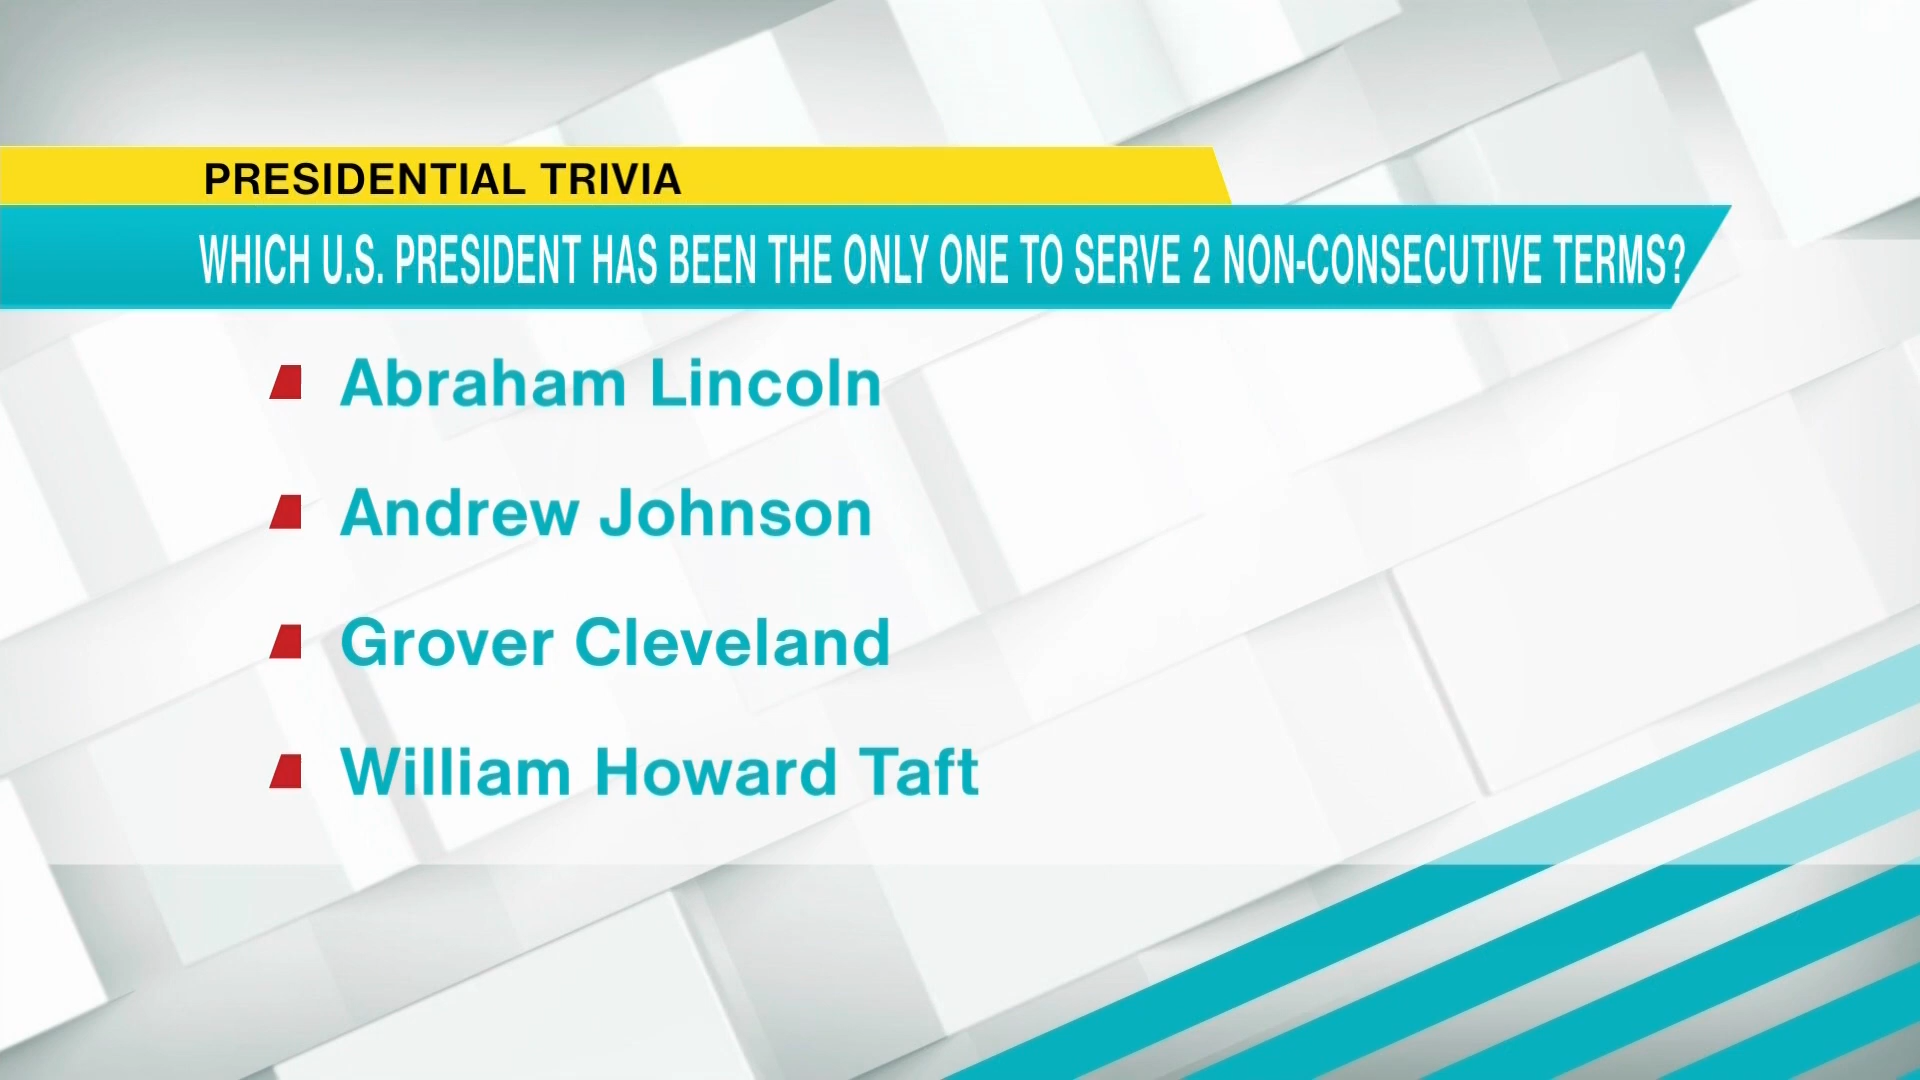 PRESIDENTIAL TRIVIA
WHICH U.S. PRESIDENT HAS BEEN THE ONLY ONE TO SERVE 2 NON-CONSECUTIVE TERMS?
Abraham Lincoln
Andrew Johnson
Grover Cleveland
William Howard Taft